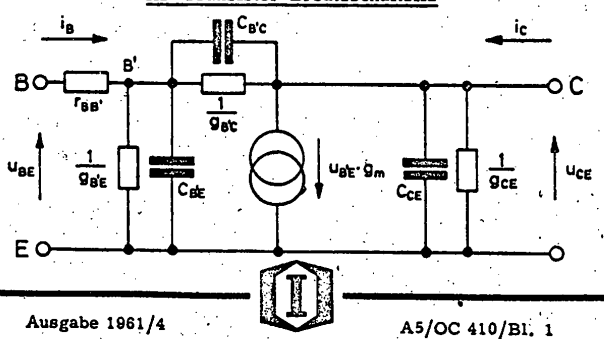 i_B
C_B'C
i_C
B
B'
C
r_BB'
1/g_B'C
u_BE
1/g_B'E
C_B'E
u_B'E · g_m
C_CE
1/g_CE
u_CE
E
I
Ausgabe 1961/4
A5/OC 410/Bl. 1